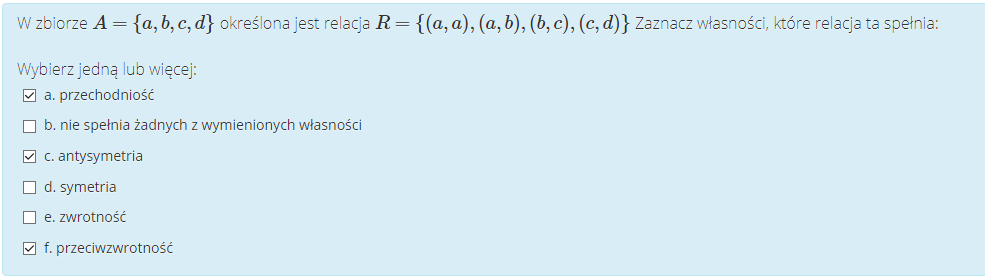 W zbiorze A = {a, b, c, d} określona jest relacja R = {(a, a), (a, b), (b, c), (c, d)} Zaznacz własności, które relacja ta spełnia:
Wybierz jedną lub więcej:
a. przechodniość
b. nie spełnia żadnych z wymienionych własności
c. antysymetria
d. symetria
e. zwrotność
f. przeciwzwrotność